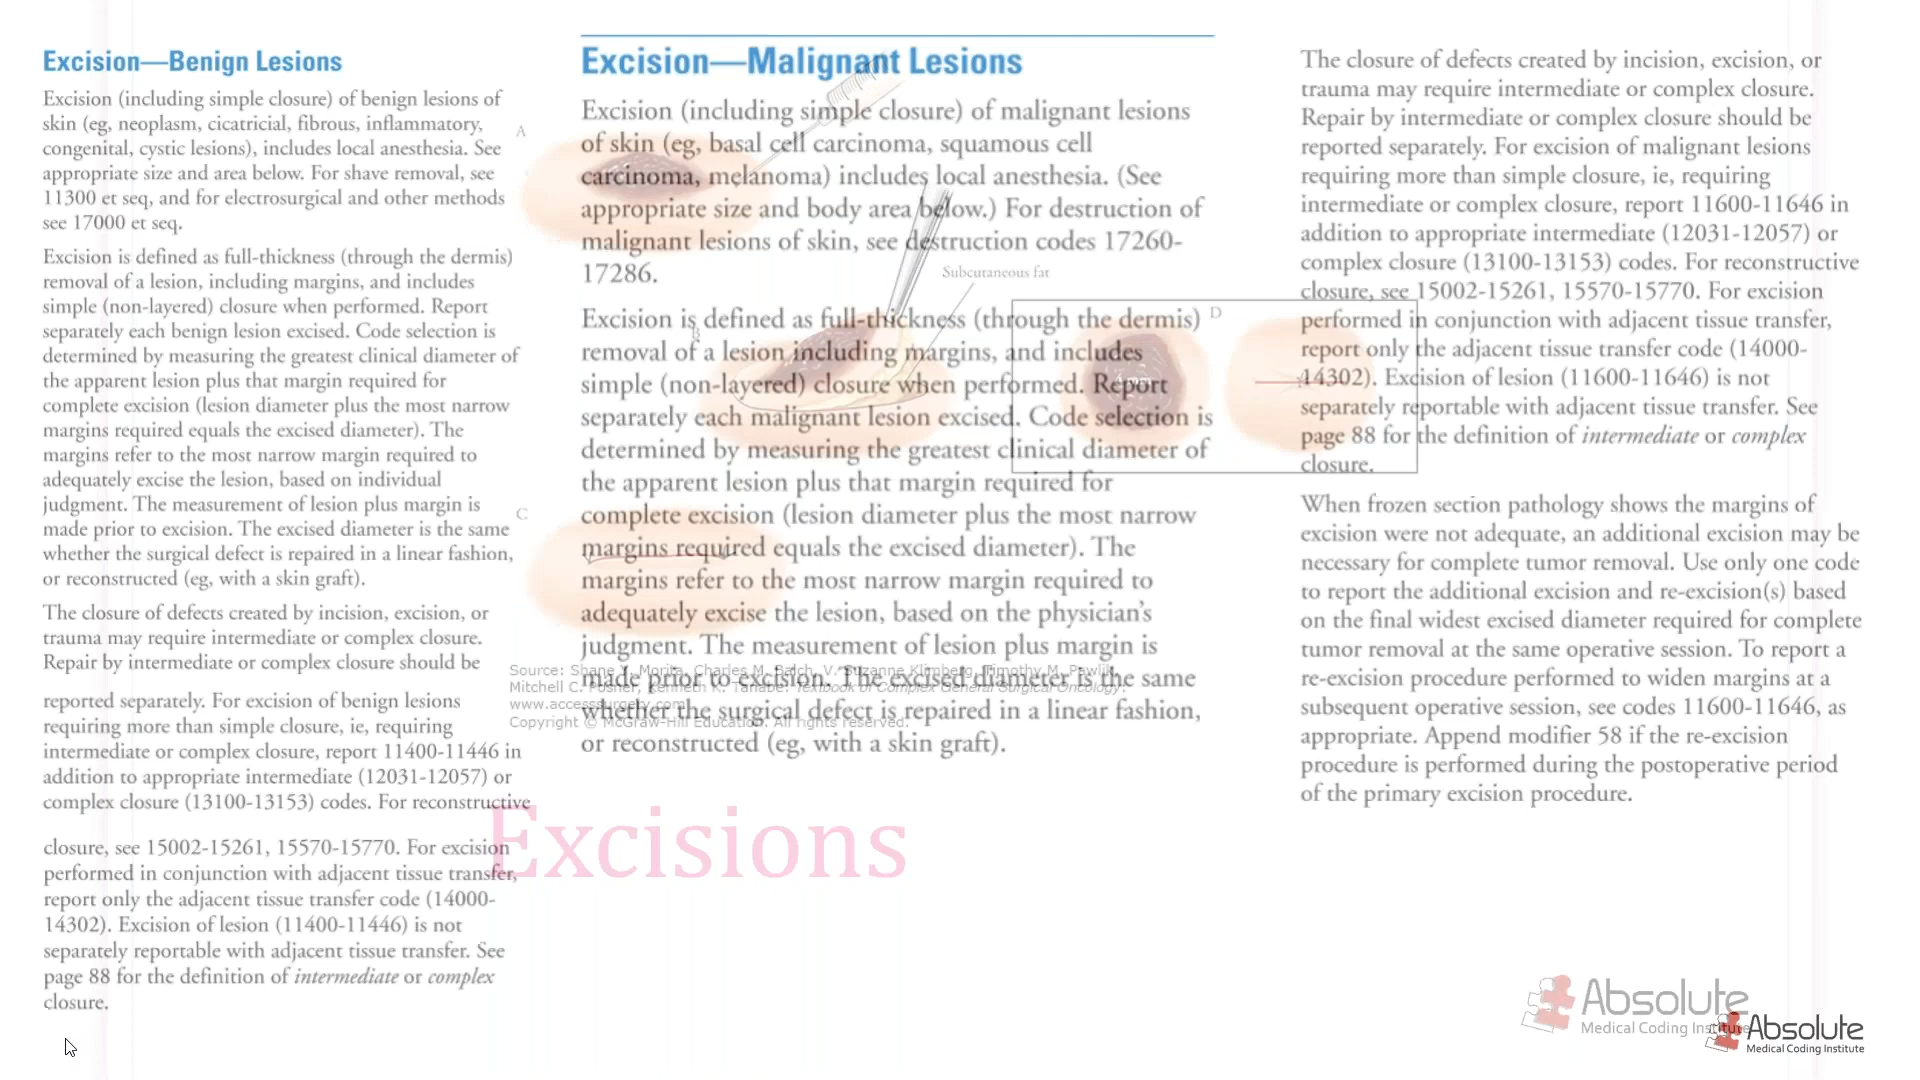 Excision—Benign Lesions
Excision (including simple closure) of benign lesions of
skin (eg, neoplasm, cicatricial, fibrous, inflammatory,
congenital, cystic lesions), includes local anesthesia. See
appropriate size and area below. For shave removal, see
11300 et seq, and for electrosurgical and other methods
see 17000 et seq.
Excision is defined as full-thickness (through the dermis)
removal of a lesion, including margins, and includes
simple (non-layered) closure when performed. Report
separately each benign lesion excised. Code selection is
determined by measuring the greatest clinical diameter of
the apparent lesion plus that margin required for
complete excision (lesion diameter plus the most narrow
margins required equals the excised diameter). The
margins refer to the most narrow margin required to
adequately excise the lesion, based on individual
judgment. The measurement of lesion plus margin is
made prior to excision. The excised diameter is the same
whether the surgical defect is repaired in a linear fashion,
or reconstructed (eg, with a skin graft).
The closure of defects created by incision, excision, or
trauma may require intermediate or complex closure.
Repair by intermediate or complex closure should be
reported separately. For excision of benign lesions
requiring more than simple closure, ie, requiring
intermediate or complex closure, report 11400-11446 in
addition to appropriate intermediate (12031-12057) or
complex closure (13100-13153) codes. For reconstructive
closure, see 15002-15261, 15570-15770. For excision
performed in conjunction with adjacent tissue transfer,
report only the adjacent tissue transfer code (14000-
14302). Excision of lesion (11400-11446) is not
separately reportable with adjacent tissue transfer. See
page 88 for the definition of intermediate or complex
closure.
Excision—Malignant Lesions
Excision (including simple closure) of malignant lesions
of skin (eg, basal cell carcinoma, squamous cell
carcinoma, melanoma) includes local anesthesia. (See
appropriate size and body area below.) For destruction of
malignant lesions of skin, see destruction codes 17260-
17286.
Excision is defined as full-thickness (through the dermis)
removal of a lesion including margins, and includes
simple (non-layered) closure when performed. Report
separately each malignant lesion excised. Code selection is
determined by measuring the greatest clinical diameter of
the apparent lesion plus that margin required for
complete excision (lesion diameter plus the most narrow
margins required equals the excised diameter). The
margins refer to the most narrow margin required to
adequately excise the lesion, based on the physician's
judgment. The measurement of lesion plus margin is
made prior to excision. The excised diameter is the same
whether the surgical defect is repaired in a linear fashion,
or reconstructed (eg, with a skin graft).
The closure of defects created by incision, excision, or
trauma may require intermediate or complex closure.
Repair by intermediate or complex closure should be
reported separately. For excision of malignant lesions
requiring more than simple closure, ie, requiring
intermediate or complex closure, report 11600-11646 in
addition to appropriate intermediate (12031-12057) or
complex closure (13100-13153) codes. For reconstructive
closure, see 15002-15261, 15570-15770. For excision
performed in conjunction with adjacent tissue transfer,
report only the adjacent tissue transfer code (14000-
14302). Excision of lesion (11600-11646) is not
separately reportable with adjacent tissue transfer. See
page 88 for the definition of intermediate or complex
closure.
When frozen section pathology shows the margins of
excision were not adequate, an additional excision may be
necessary for complete tumor removal. Use only one code
to report the additional excision and re-excision(s) based
on the final widest excised diameter required for complete
tumor removal at the same operative session. To report a
re-excision procedure performed to widen margins at a
subsequent operative session, see codes 11600-11646, as
appropriate. Append modifier 58 if the re-excision
procedure is performed during the postoperative period
of the primary excision procedure.
A
Subcutaneous fat
D
C
Source: Shane Y. Morita, Charles M. Balch, V. Suzanne Klimberg, Timothy M. Pawlik,
Mitchell C. Posner, Kenneth K. Tanabe: Textbook of Complex General Surgical Oncology.
www.accesssurgery.com
Copyright © McGraw-Hill Education. All rights reserved.
Excisions
Absolute
Medical Coding Institute
Absolute
Medical Coding Institute